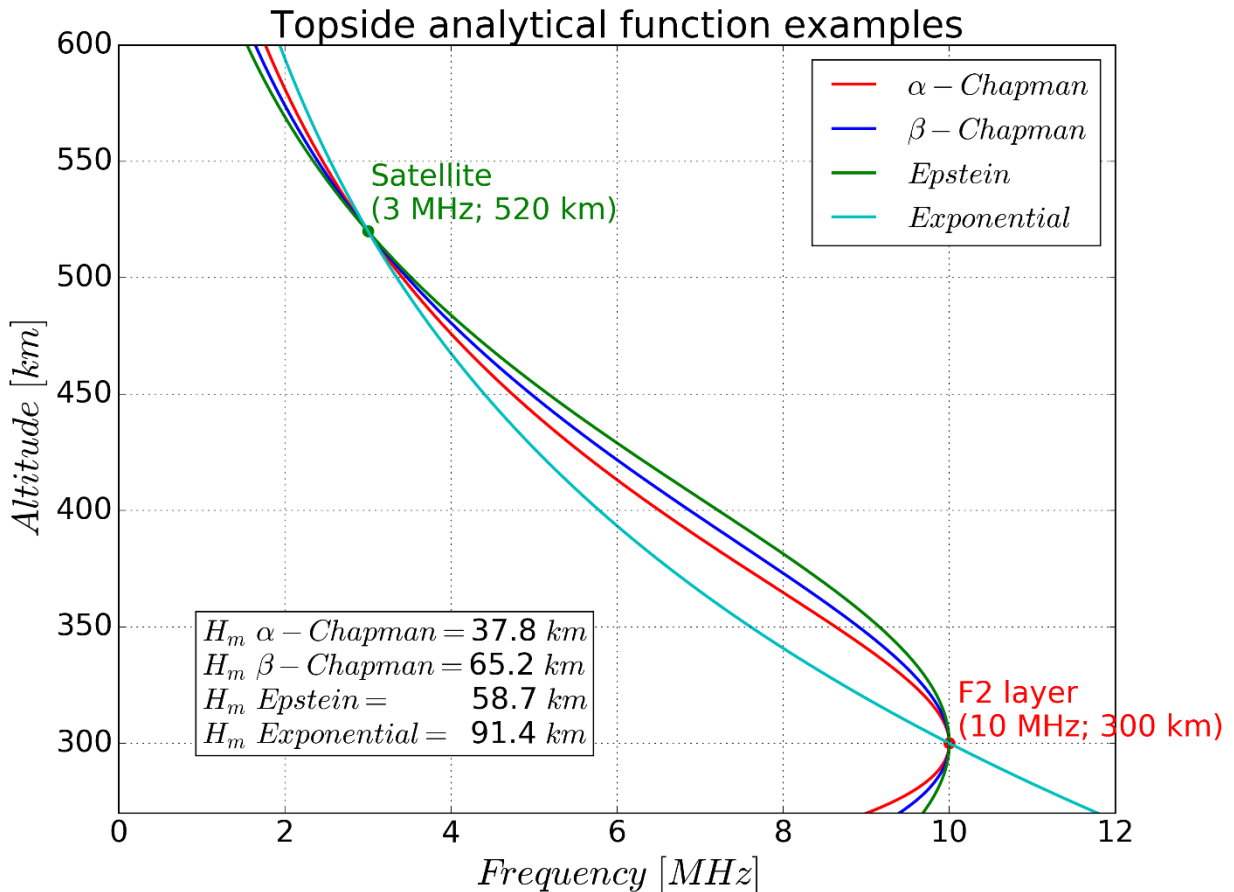 Topside analytical function examples
600
550
500
450
400
350
300
Altitude [km]
α − Chapman
β − Chapman
Epstein
Exponential
Satellite
(3 MHz; 520 km)
H_m α − Chapman = 37.8 km
H_m β − Chapman = 65.2 km
H_m Epstein = 58.7 km
H_m Exponential = 91.4 km
F2 layer
(10 MHz; 300 km)
0 2 4 6 8 10 12
Frequency [MHz]